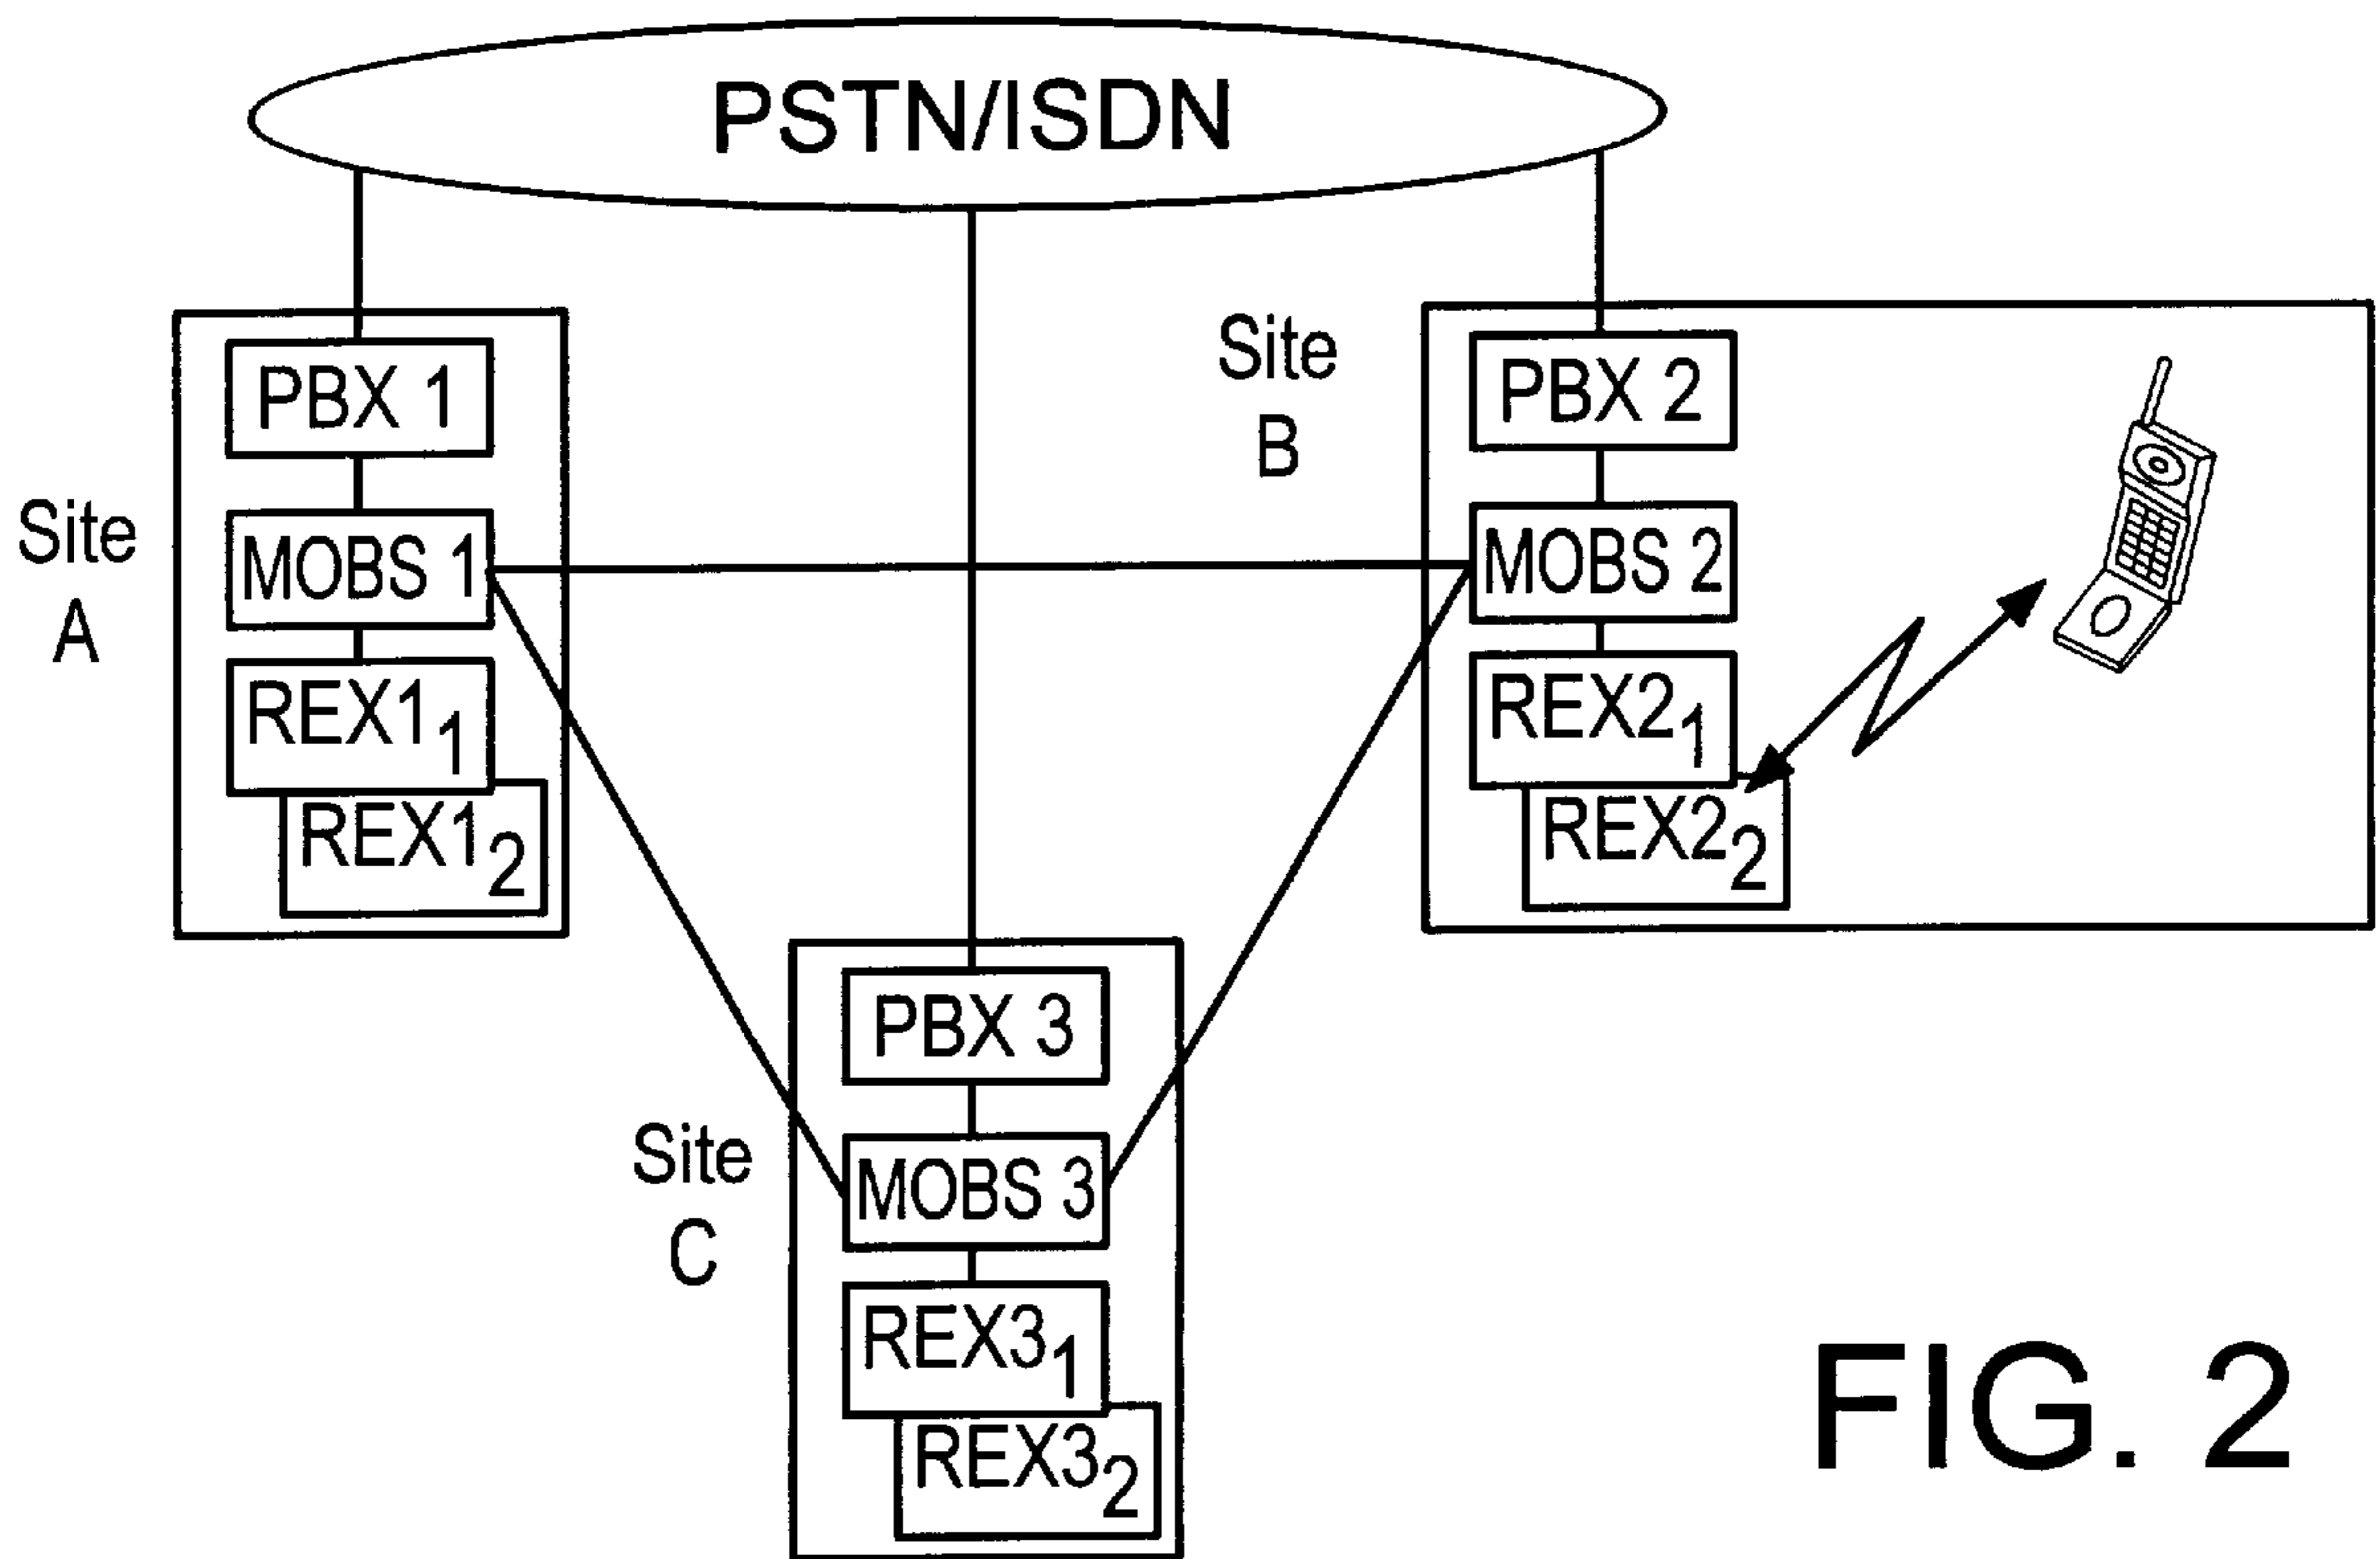 PSTN/ISDN
Site
A
PBX 1
MOBS 1
REX1₁
REX1₂
Site
B
PBX 2
MOBS 2
REX2₁
REX2₂
Site
C
PBX 3
MOBS 3
REX3₁
REX3₂
FIG. 2